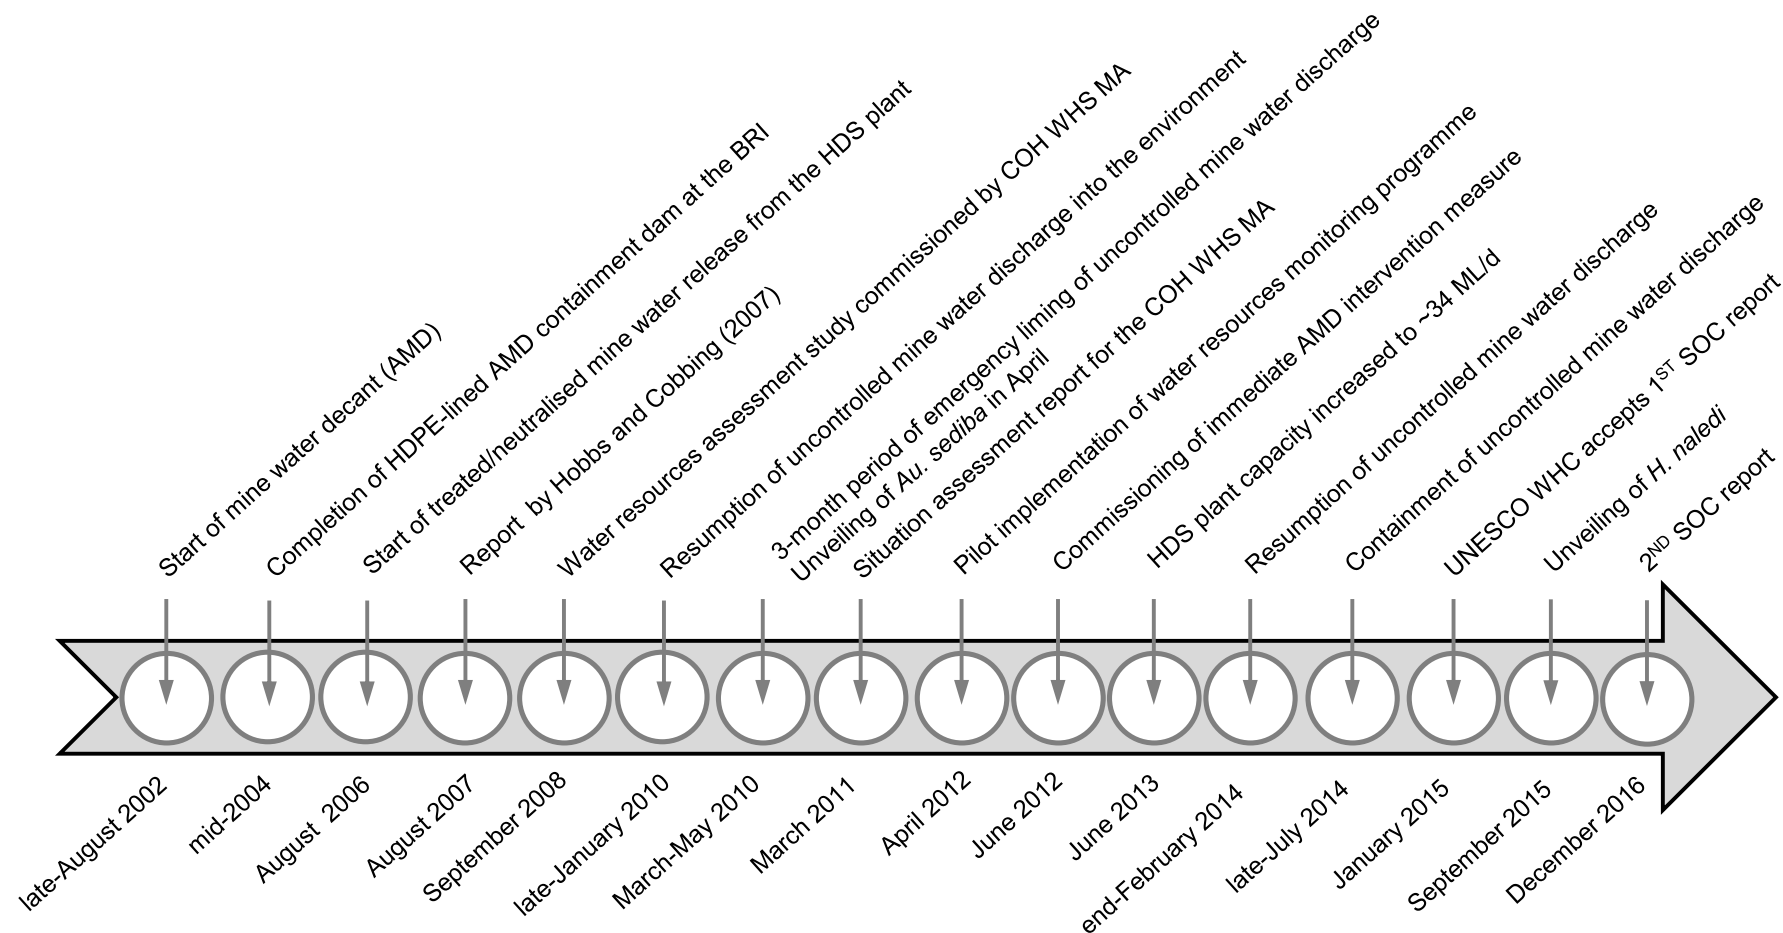 Start of mine water decant (AMD)
Completion of HDPE-lined AMD containment dam at the BRI
Start of treated/neutralised mine water release from the HDS plant
Report  by Hobbs and Cobbing (2007)
Water resources assessment study commissioned by COH WHS MA
Resumption of uncontrolled mine water discharge into the environment
3-month period of emergency liming of uncontrolled mine water discharge
Unveiling of Au. sediba in April
Situation assessment report for the COH WHS MA
Pilot implementation of water resources monitoring programme
Commissioning of immediate AMD intervention measure
HDS plant capacity increased to ~34 ML/d
Resumption of uncontrolled mine water discharge
Containment of uncontrolled mine water discharge
UNESCO WHC accepts 1ST SOC report
Unveiling of H. naledi
2ND SOC report
late-August 2002
mid-2004
August  2006
August 2007
September 2008
late-January 2010
March-May 2010
March 2011
April 2012
June 2012
June 2013
end-February 2014
late-July 2014
January 2015
September 2015
December 2016